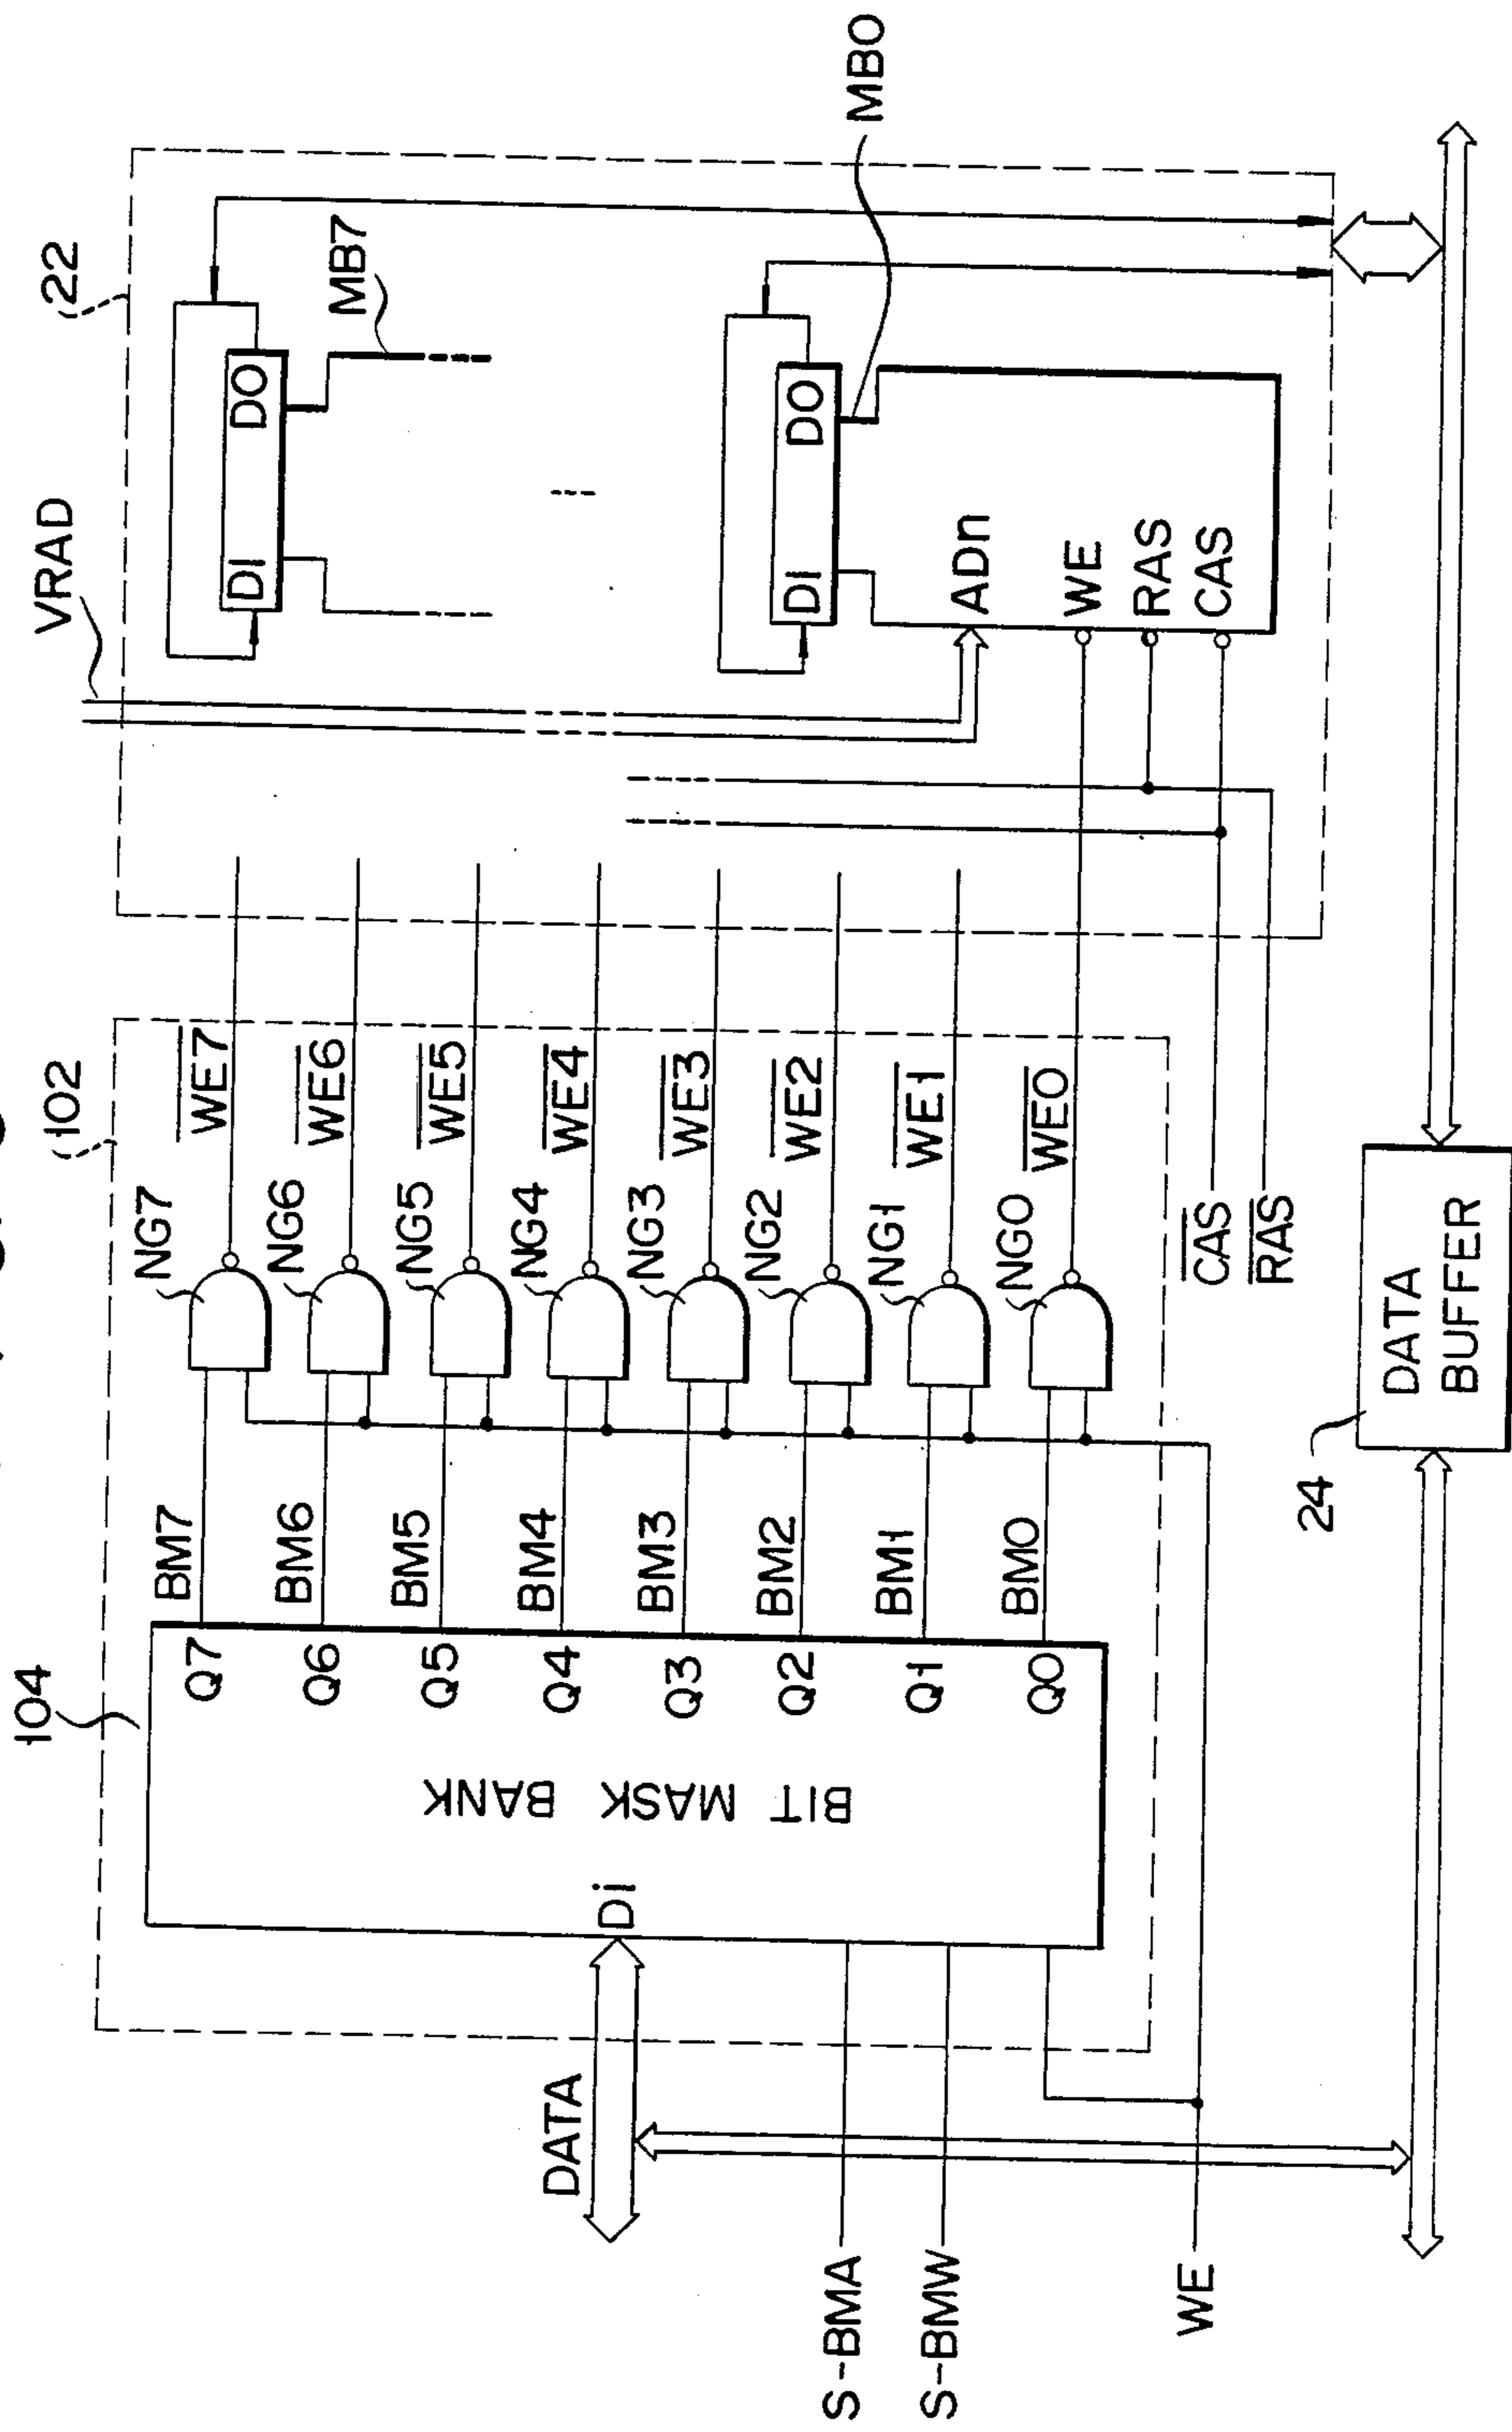 104
102
22
VRAD
BIT MASK BANK
Di
Q7
Q6
Q5
Q4
Q3
Q2
Q1
Q0
BM7
BM6
BM5
BM4
BM3
BM2
BM1
BM0
NG7
NG6
NG5
NG4
NG3
NG2
NG1
NG0
WE7
WE6
WE5
WE4
WE3
WE2
WE1
WE0
DI DO
MB7
DI DO
MB0
ADn
WE
RAS
CAS
DATA
S-BMA
S-BMW
WE
CAS
RAS
24
DATA
BUFFER